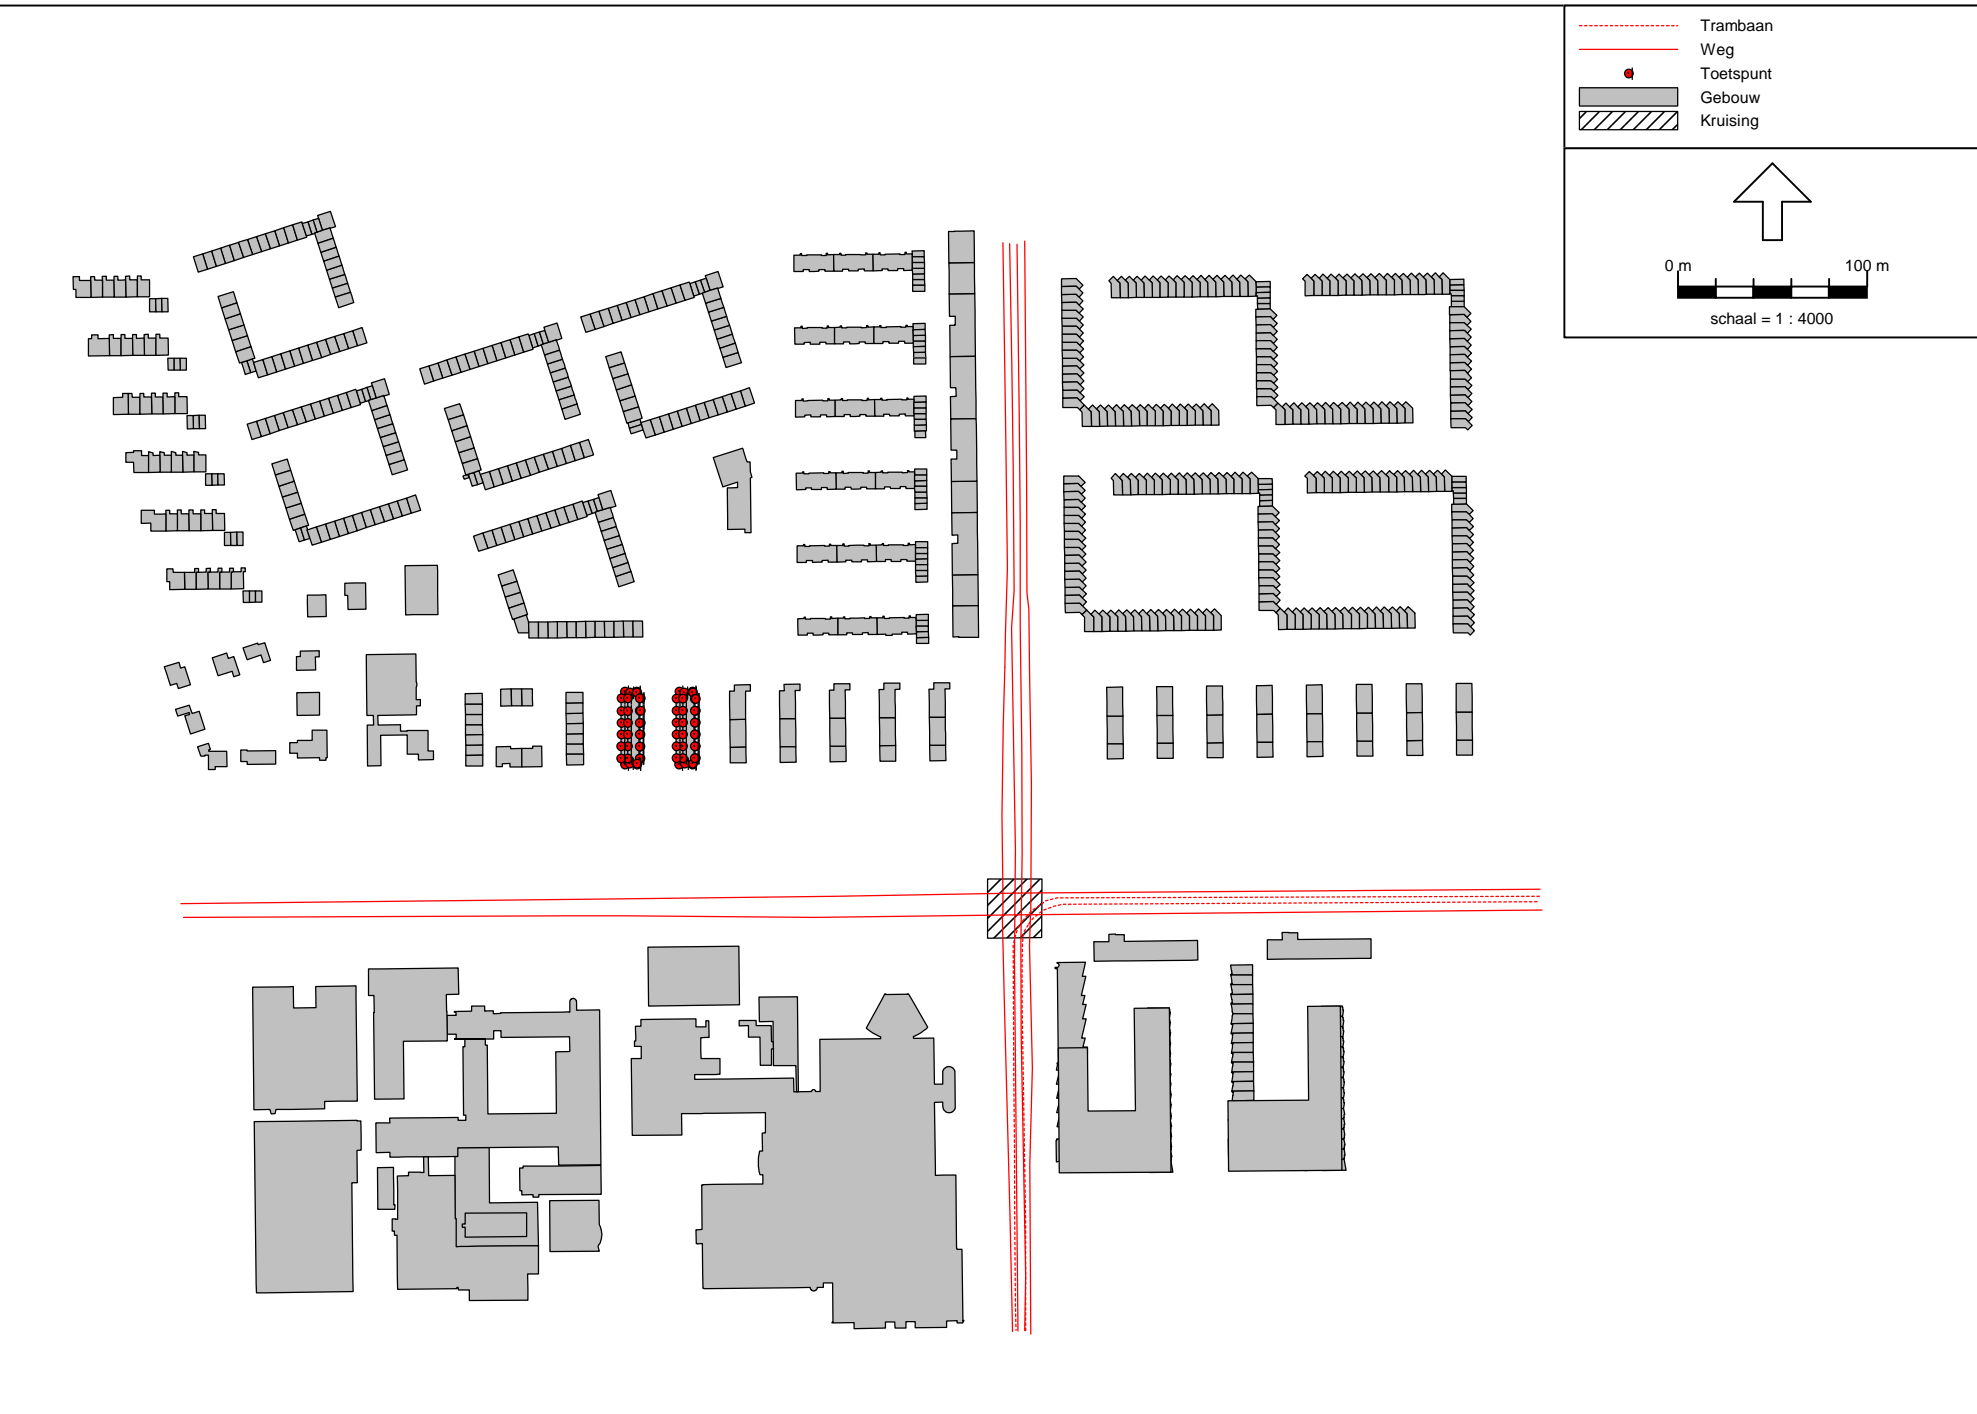 Trambaan
Weg
Toetspunt
Gebouw
Kruising
0 m 100 m
schaal = 1 : 4000